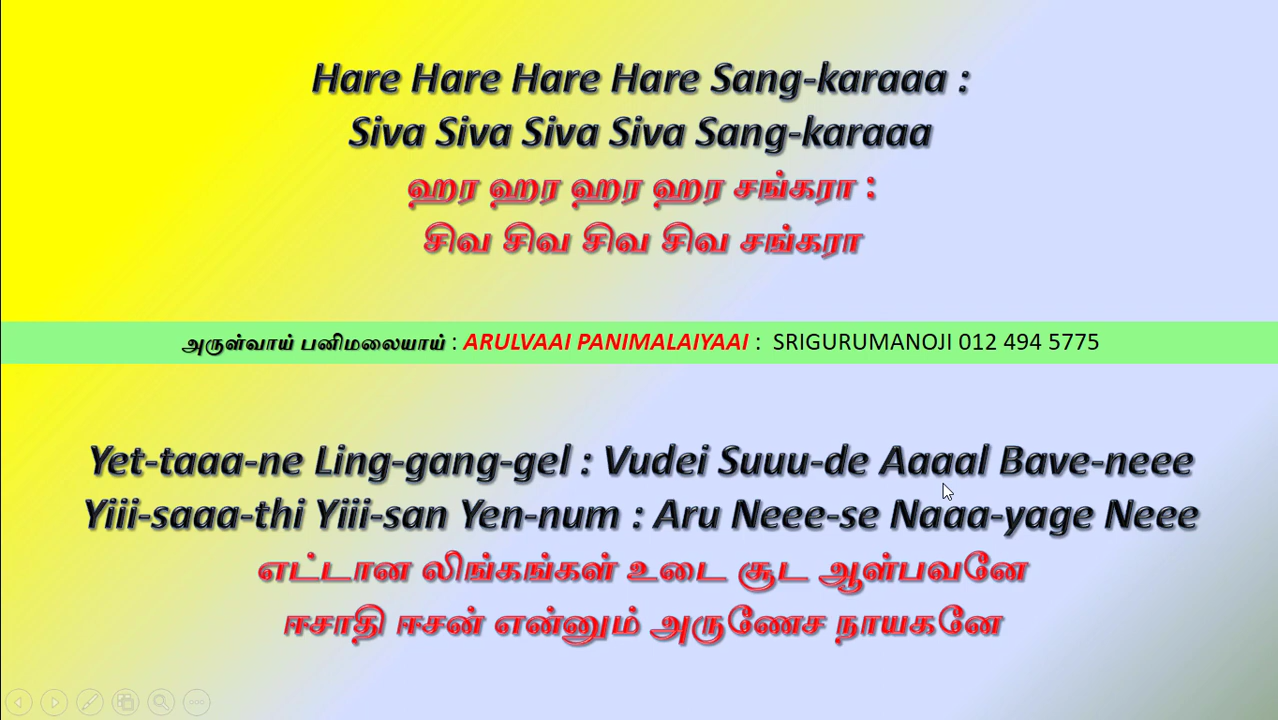 Hare Hare Hare Hare Sang-karaaa :
Siva Siva Siva Siva Sang-karaaa
ஹர ஹர ஹர ஹர சங்கரா :
சிவ சிவ சிவ சிவ சங்கரா
அருள்வாய் பனிமலையாய் : ARULVAAI PANIMALAIYAAI : SRIGURUMANOJI 012 494 5775
Yet-taaa-ne Ling-gang-gel : Vudei Suuu-de Aaaal Bave-neee
Yiii-saaa-thi Yiii-san Yen-num : Aru Neee-se Naaa-yage Neee
எட்டான லிங்கங்கள் உடை சூட ஆள்பவனே
ஈசாதி ஈசன் என்னும் அருணேச நாயகனே